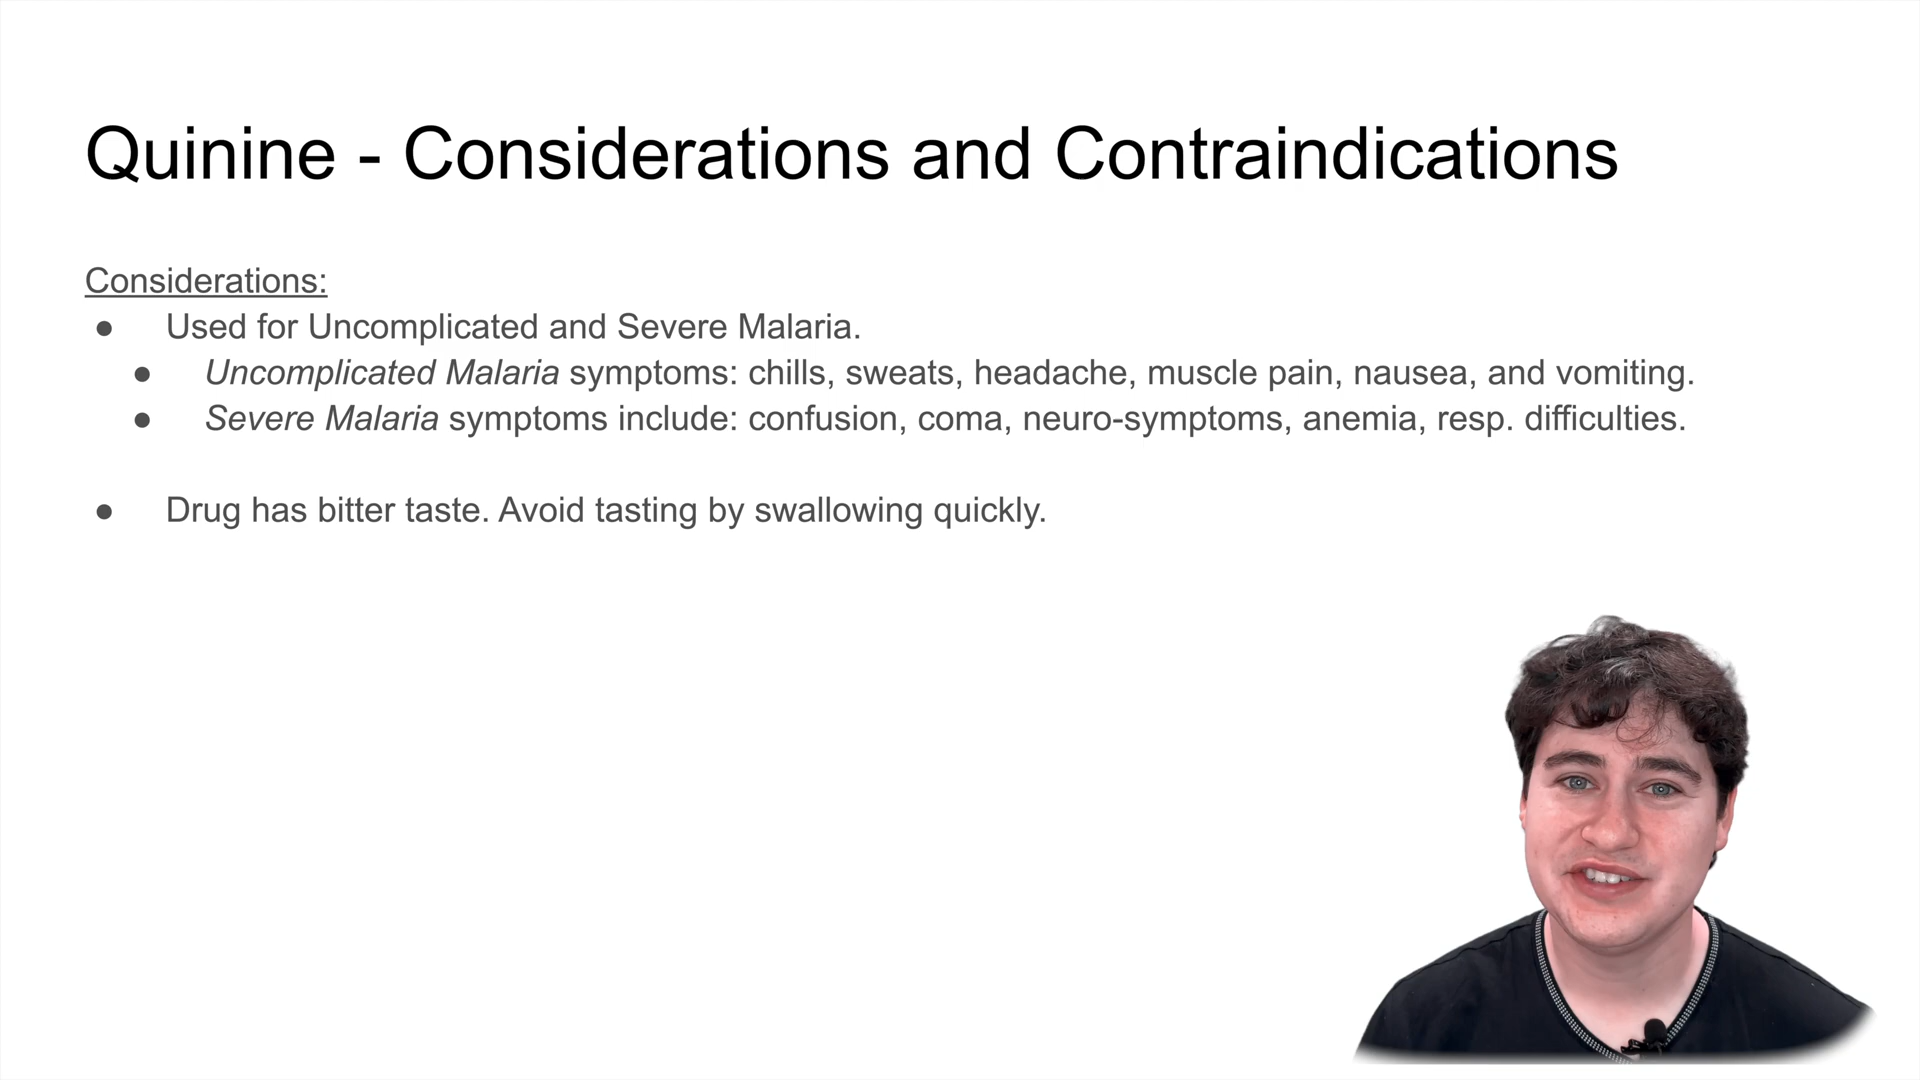 Quinine - Considerations and Contraindications
Considerations:
● Used for Uncomplicated and Severe Malaria.
● Uncomplicated Malaria symptoms: chills, sweats, headache, muscle pain, nausea, and vomiting.
● Severe Malaria symptoms include: confusion, coma, neuro-symptoms, anemia, resp. difficulties.
● Drug has bitter taste. Avoid tasting by swallowing quickly.